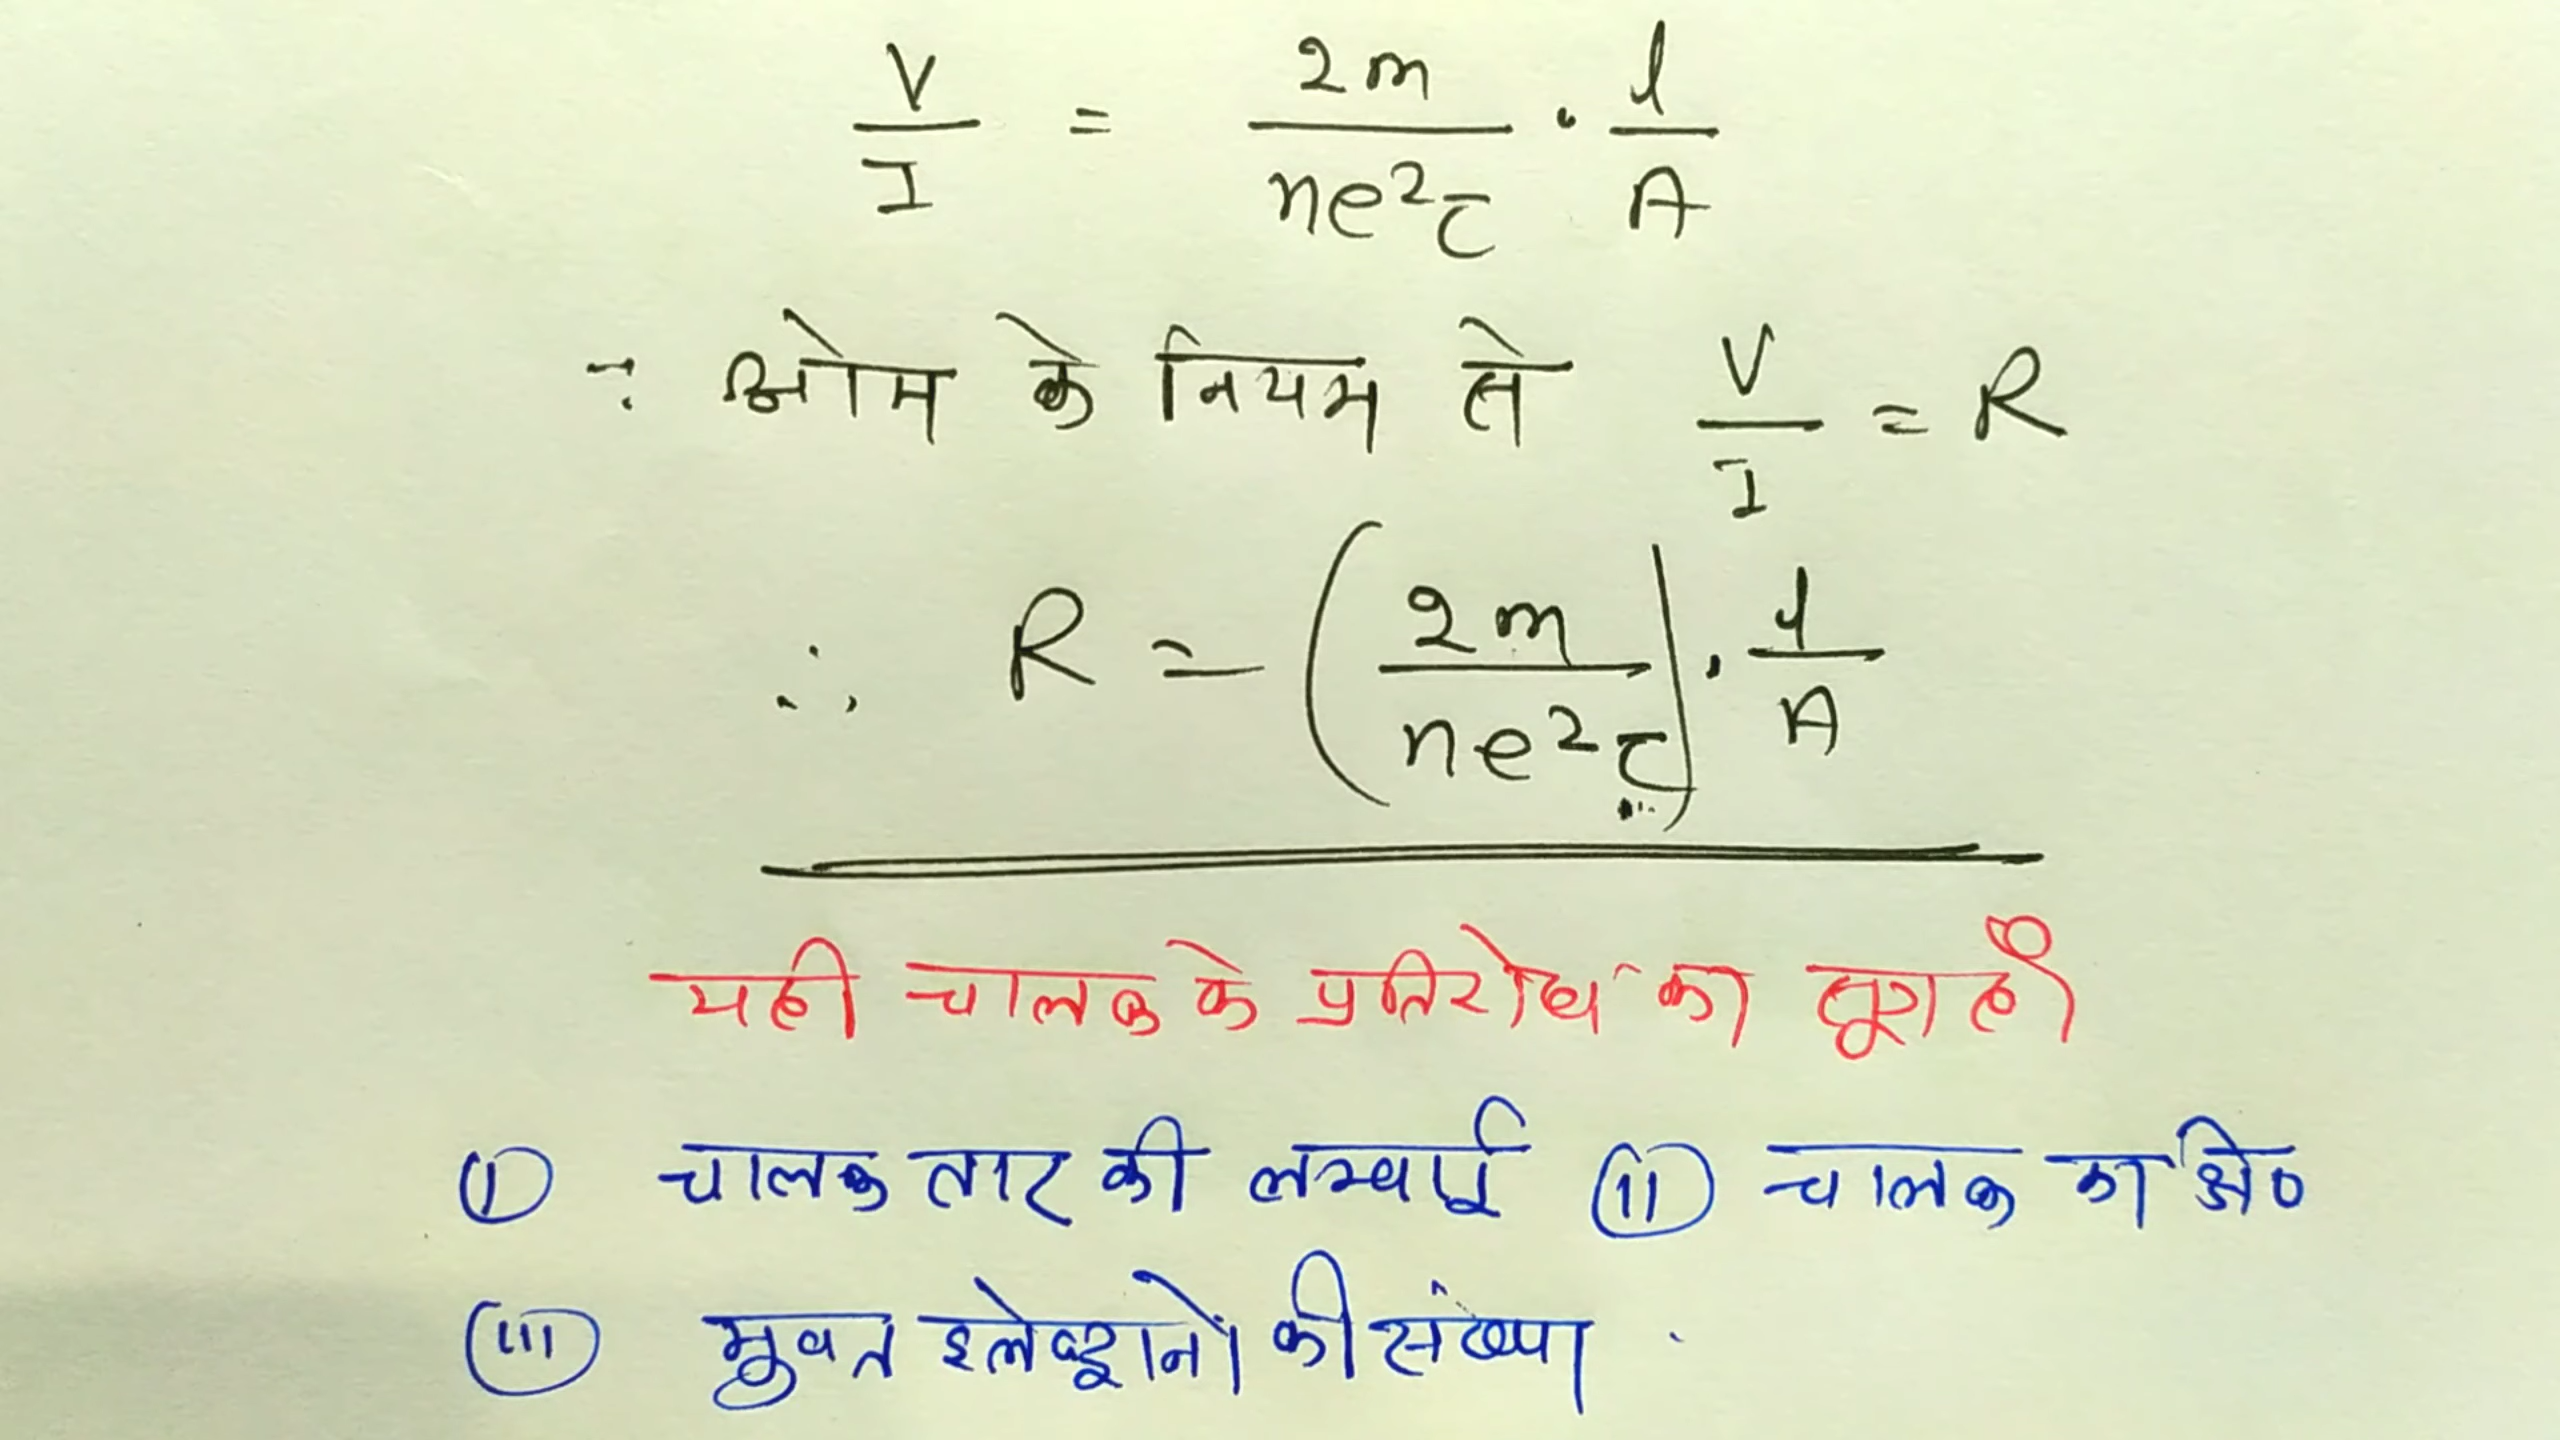 V/I = 2m/ne²τ · l/A
∵ ओम के नियम से V/I = R
∴ R = (2m/ne²τ) · l/A
यही चालक के प्रतिरोध का सूत्र है
(i) चालक तार की लम्बाई (ii) चालक का क्षे०
(iii) मुक्त इलेक्ट्रानों की संख्या